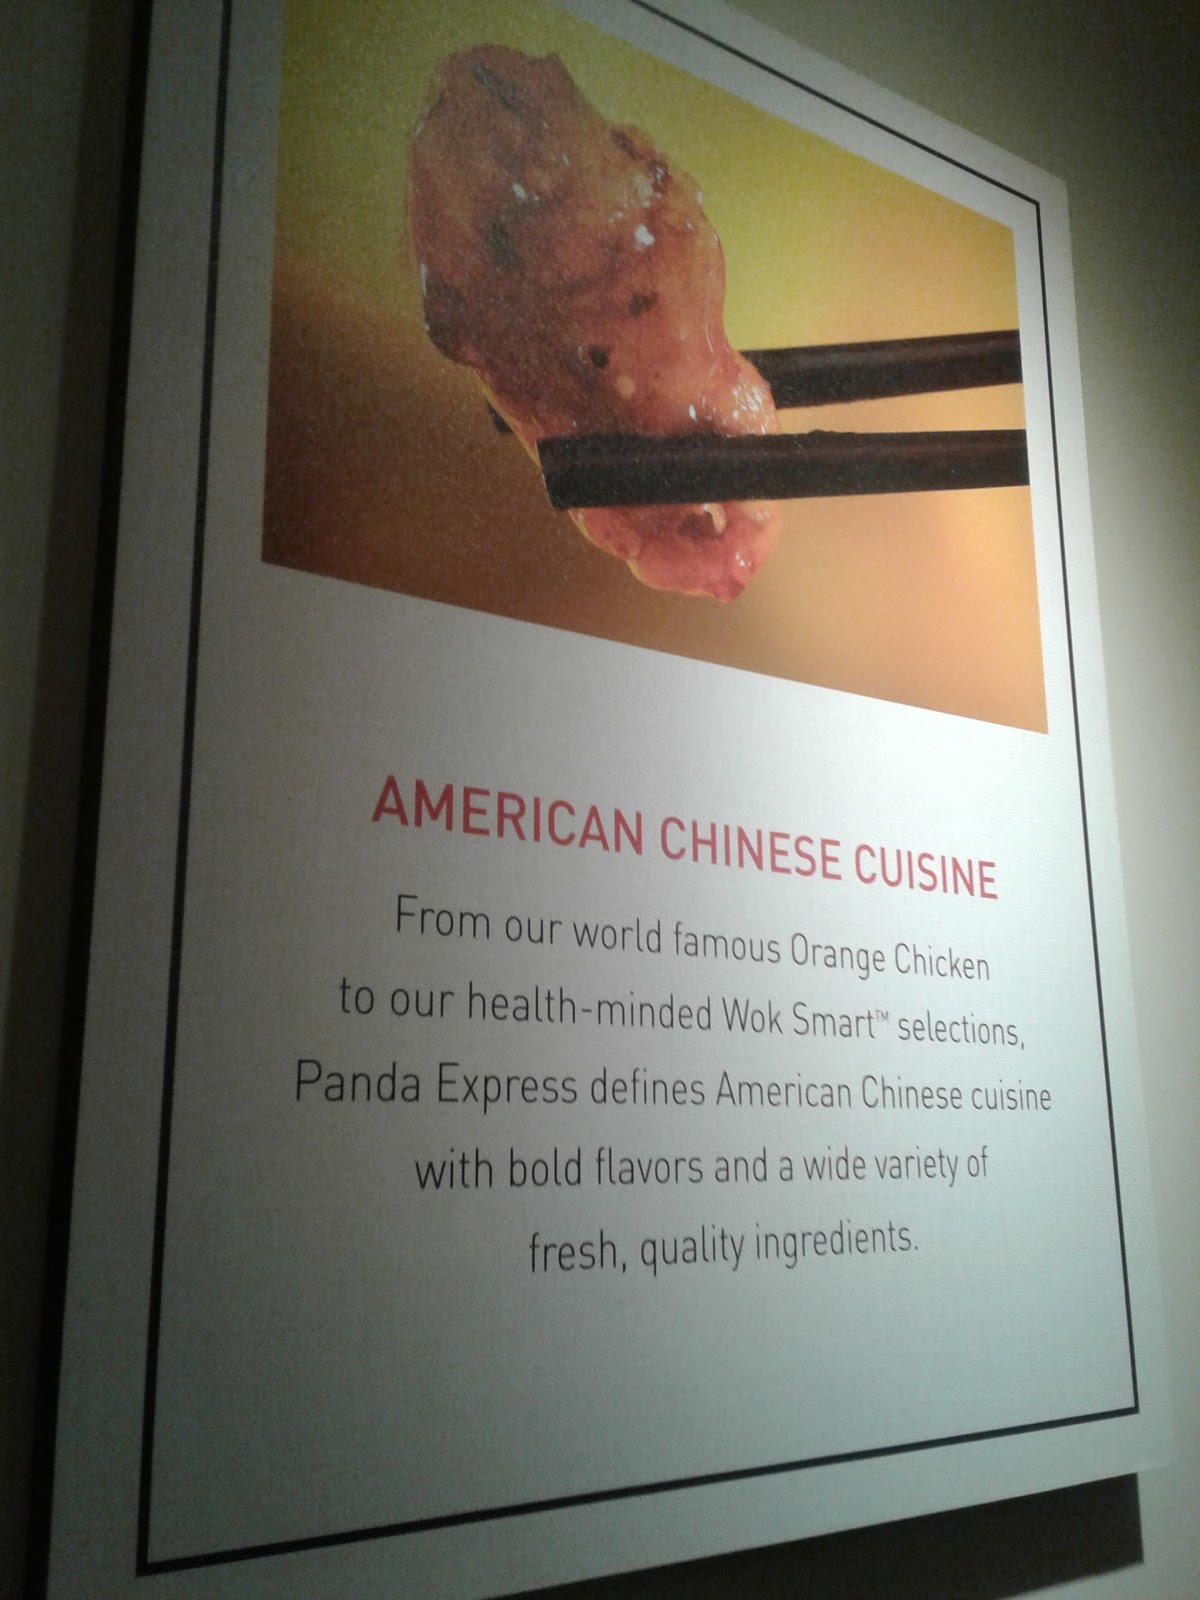 AMERICAN CHINESE CUISINE
From our world famous Orange Chicken
to our health-minded Wok Smart™ selections,
Panda Express defines American Chinese cuisine
with bold flavors and a wide variety of
fresh, quality ingredients.